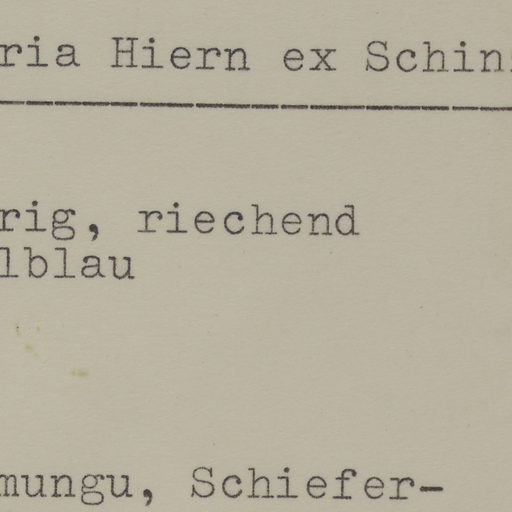 ria Hiern ex Schin
rig, riechend
lblau
mungu, Schiefer-